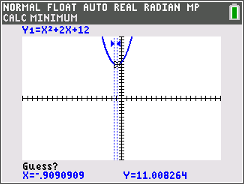 NORMAL FLOAT AUTO REAL RADIAN MP
CALC MINIMUM
Y1=X²+2X+12
Guess?
X=-.9090909 Y=11.008264